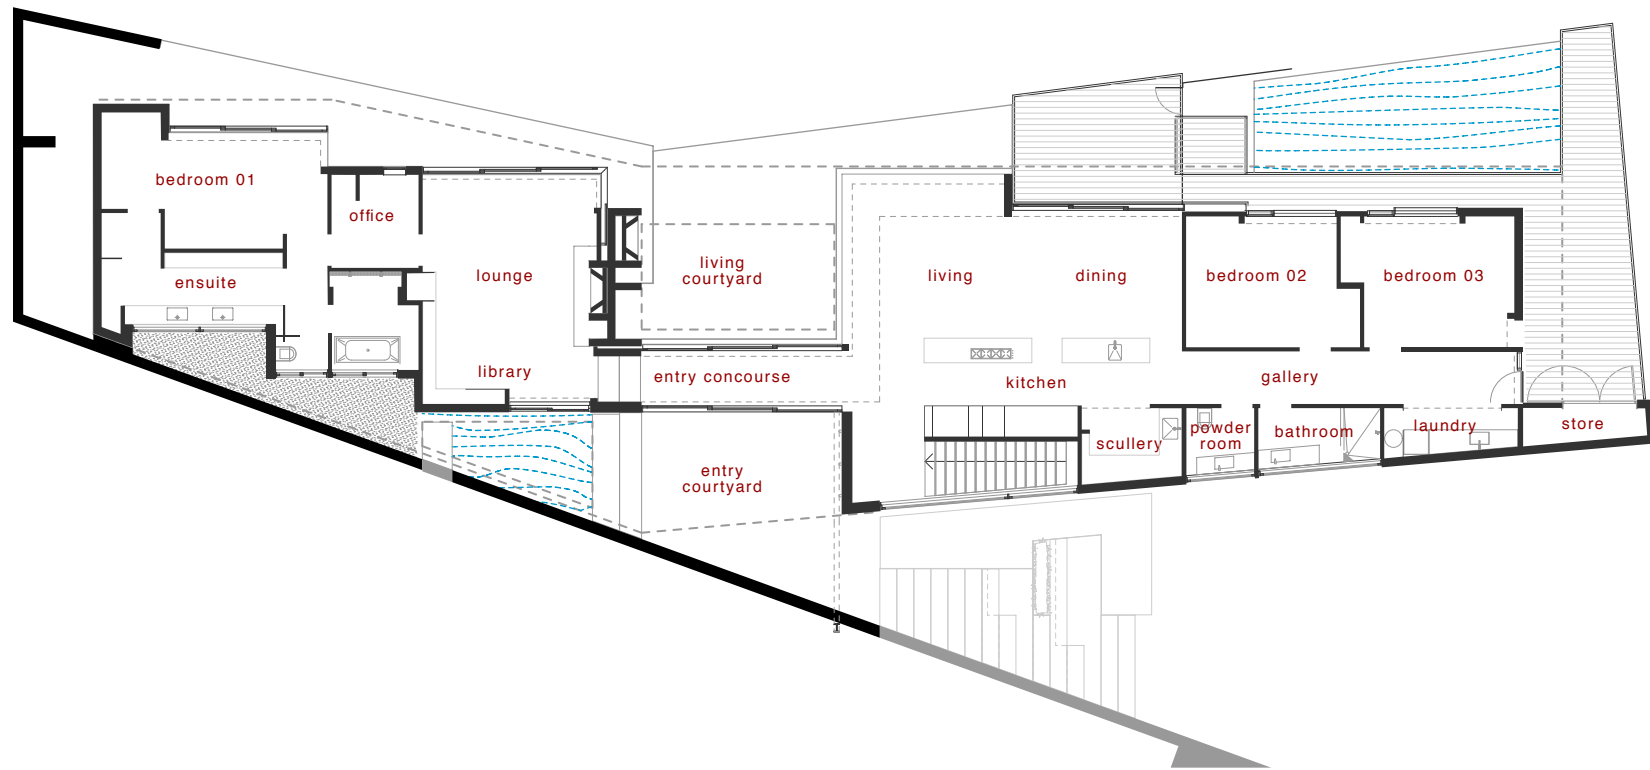 bedroom 01
office
ensuite
lounge
library
living
courtyard
entry concourse
entry
courtyard
living
dining
kitchen
bedroom 02
bedroom 03
gallery
scullery
powder
room
bathroom
laundry
store